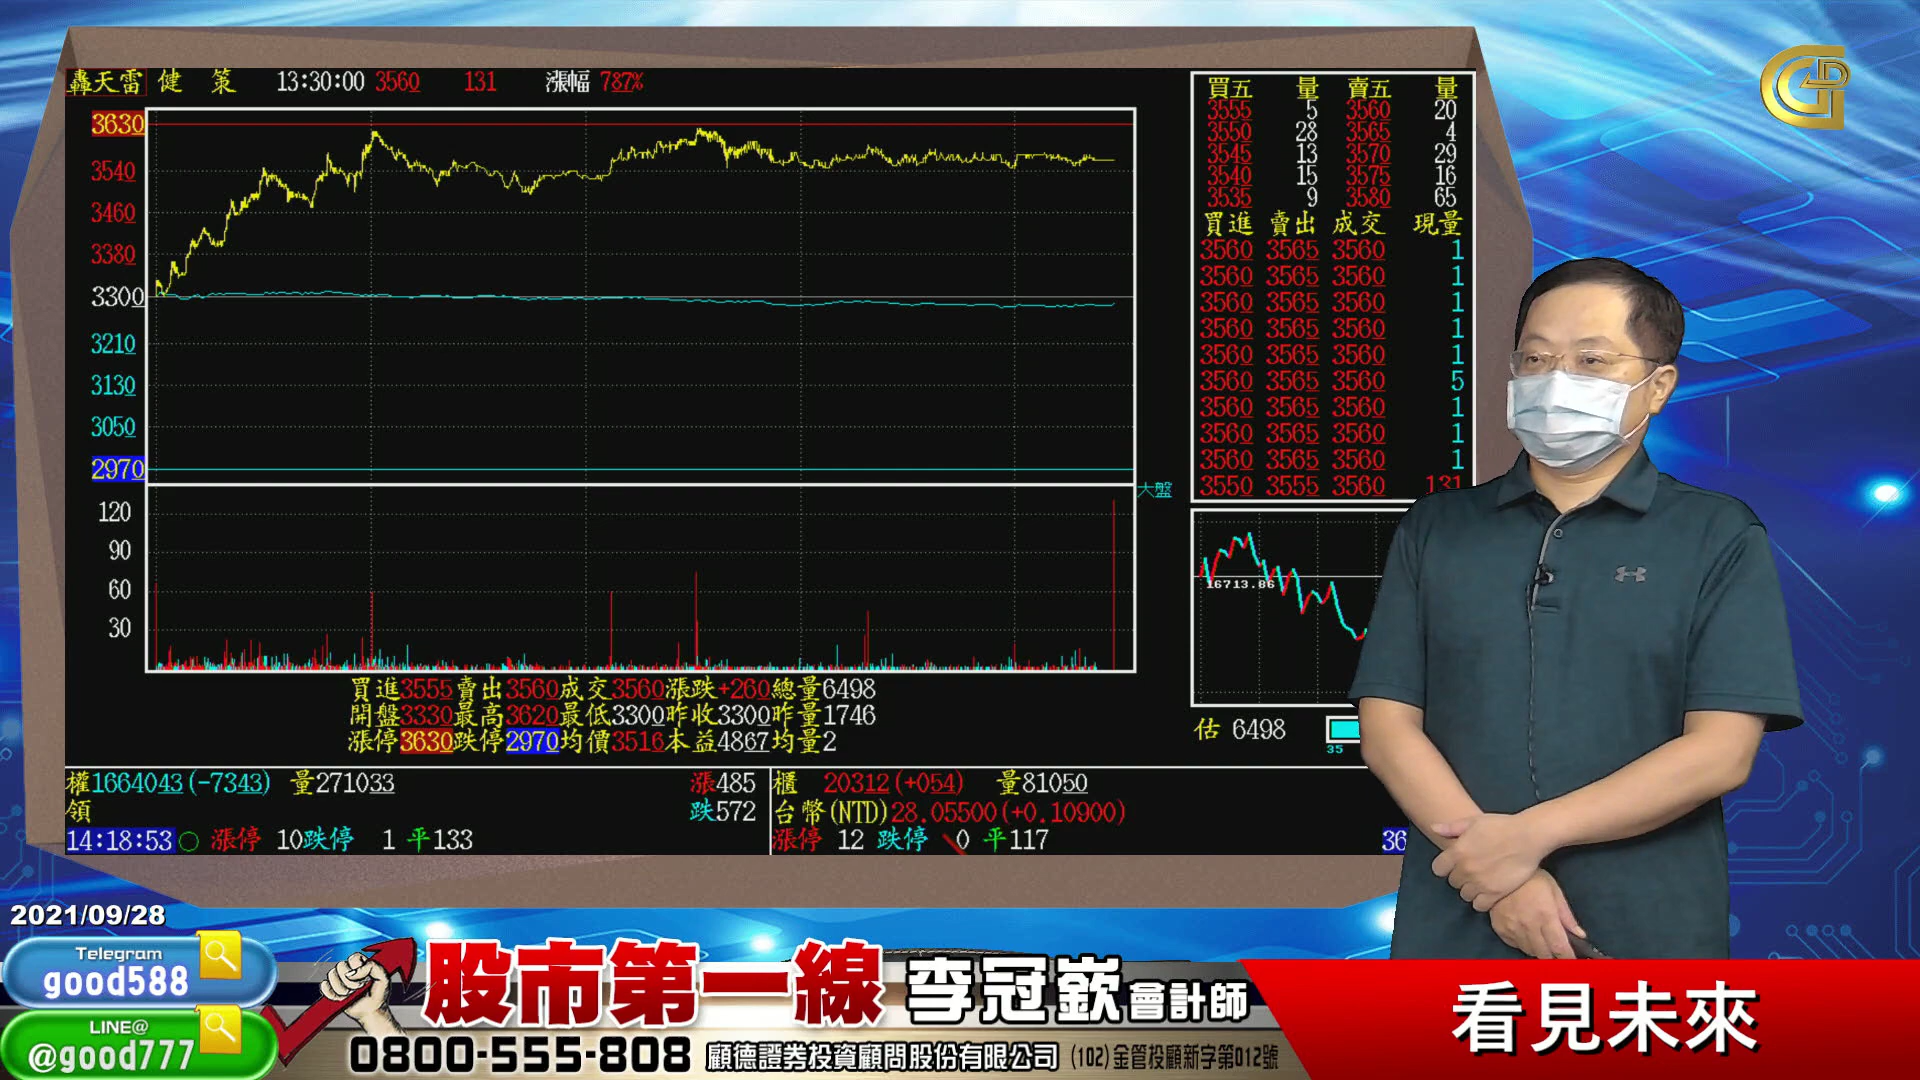 轟天雷 健 策 13:30:00 3560 131 漲幅 787%
3630
3540
3460
3380
3300
3210
3130
3050
2970
大盤
120
90
60
30
買五 量 賣五 量
3555 5 3560 20
3550 28 3565 4
3545 13 3570 29
3540 15 3575 16
3535 9 3580 65
買進 賣出 成交 現量
3560 3565 3560 1
3560 3565 3560 1
3560 3565 3560 1
3560 3565 3560 1
3560 3565 3560 1
3560 3565 3560 5
3560 3565 3560 1
3560 3565 3560 1
3560 3565 3560 1
3550 3555 3560 131
16713.86
估 6498
35
買進3555賣出3560成交3560漲跌+260總量6498
開盤3330最高3620最低3300昨收3300昨量1746
漲停3630跌停2970均價3516本益4867均量2
權1664043(-7343) 量271033 漲485
領 跌572
14:18:53 漲停 10跌停 1 平133
櫃 20312(+054) 量81050
台幣(NTD)28.05500(+0.10900)
漲停 12 跌停 0 平117
36
2021/09/28
Telegram
good588
LINE@
@good777
股市第一線 李冠嶔會計師
0800-555-808 顧德證券投資顧問股份有限公司 (102)金管投顧新字第012號
看見未來